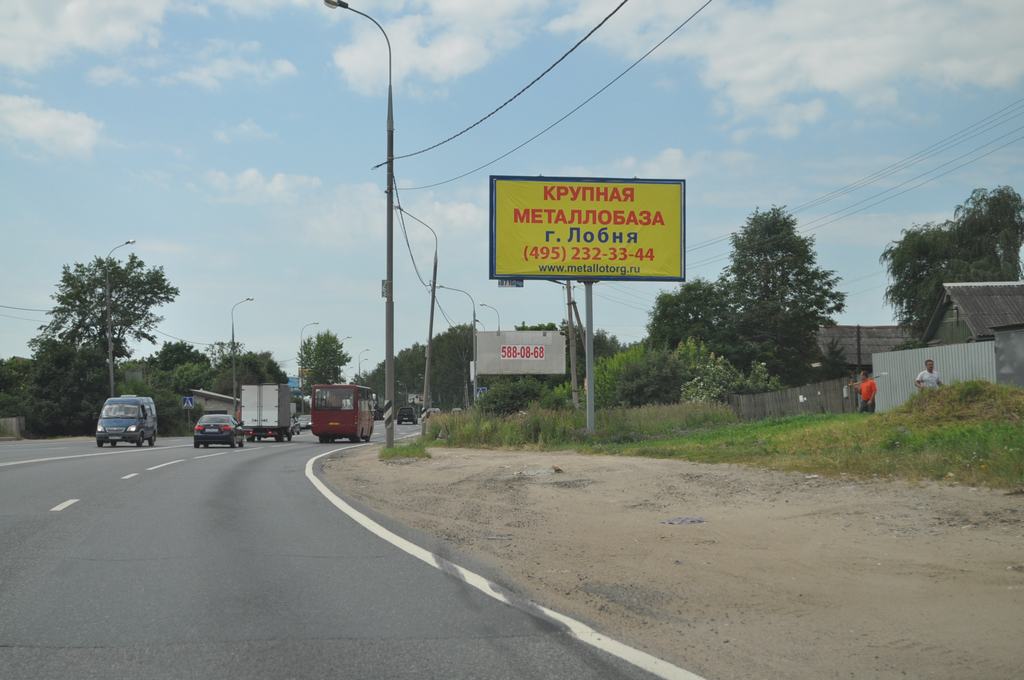 КРУПНАЯ
МЕТАЛЛОБАЗА
г. Лобня
(495) 232-33-44
www.metallotorg.ru
588-08-68